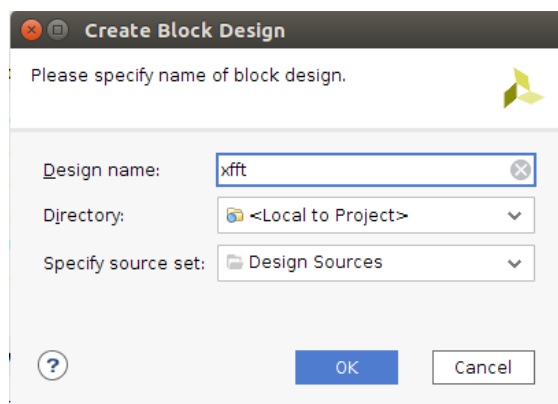 Create Block Design
Please specify name of block design.
Design name: xfft
Directory: <Local to Project>
Specify source set: Design Sources
? OK Cancel